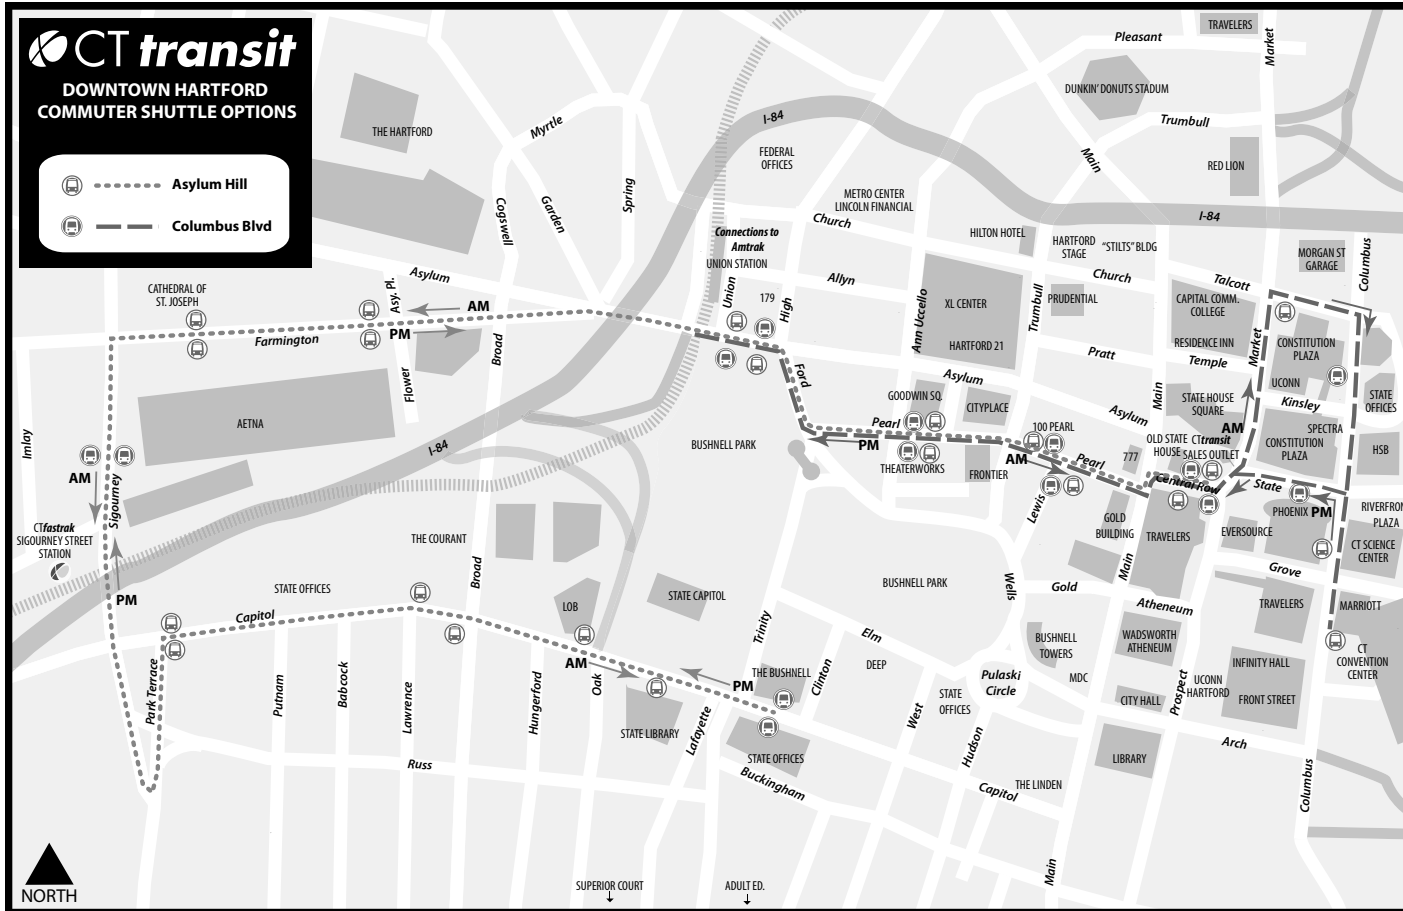 CTtransit
DOWNTOWN HARTFORD
COMMUTER SHUTTLE OPTIONS
Asylum Hill
Columbus Blvd
TRAVELERS
Pleasant
Market
DUNKIN' DONUTS STADUM
Trumbull
Main
RED LION
I-84
Myrtle
THE HARTFORD
FEDERAL
OFFICES
Spring
Garden
Cogswell
METRO CENTER
LINCOLN FINANCIAL
Church
I-84
HILTON HOTEL
HARTFORD
STAGE
"STILTS" BLDG
Church
Talcott
MORGAN ST
GARAGE
Columbus
Connections to
Amtrak
UNION STATION
Union
179
High
Allyn
Ann Uccello
XL CENTER
HARTFORD 21
Trumbull
PRUDENTIAL
CAPITAL COMM.
COLLEGE
RESIDENCE INN
Market
CONSTITUTION
PLAZA
Asylum
Asy. Pl.
AM
PM
CATHEDRAL OF
ST. JOSEPH
Farmington
Broad
Flower
Ford
Pratt
Temple
UCONN
Kinsley
STATE
OFFICES
Asylum
GOODWIN SQ.
CITYPLACE
Asylum
Main
STATE HOUSE
SQUARE
AM
SPECTRA
CONSTITUTION
PLAZA
HSB
AETNA
I-84
Imlay
BUSHNELL PARK
Pearl
PM
THEATERWORKS
100 PEARL
AM
FRONTIER
Pearl
777
OLD STATE
HOUSE
CTtransit
SALES OUTLET
Central Row
State
PHOENIX
PM
RIVERFRON
PLAZA
AM
Sigourney
CTfastrak
SIGOURNEY STREET
STATION
PM
THE COURANT
Lewis
GOLD
BUILDING
TRAVELERS
EVERSOURCE
CT SCIENCE
CENTER
Grove
Main
STATE OFFICES
Capitol
Broad
LOB
STATE CAPITOL
BUSHNELL PARK
Wells
Gold
Atheneum
TRAVELERS
MARRIOTT
Trinity
Elm
DEEP
BUSHNELL
TOWERS
WADSWORTH
ATHENEUM
CT
CONVENTION
CENTER
Park Terrace
Putnam
Babcock
Lawrence
Hungerford
AM
Oak
PM
THE BUSHNELL
Clinton
Pulaski
Circle
MDC
INFINITY HALL
UCONN
HARTFORD
FRONT STREET
STATE
OFFICES
CITY HALL
Prospect
STATE LIBRARY
Lafayette
STATE OFFICES
West
Hudson
Arch
LIBRARY
Russ
Buckingham
Capitol
THE LINDEN
Columbus
Main
NORTH
SUPERIOR COURT
ADULT ED.